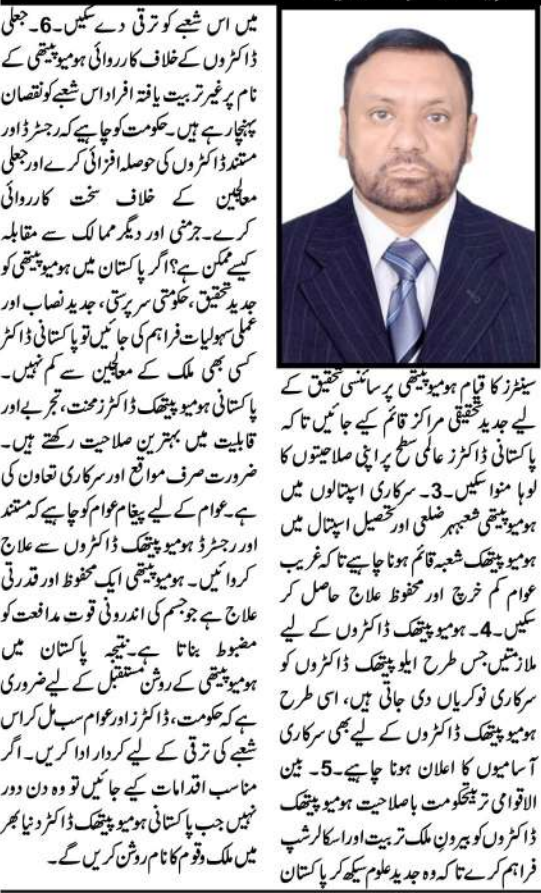 سینٹرز کا قیام ہومیوپیتھی پر سائنسی تحقیق کے
لیے جدید تحقیقی مراکز قائم کیے جائیں تاکہ
پاکستانی ڈاکٹرز عالمی سطح پر اپنی صلاحیتوں کا
لوہا منوا سکیں۔3۔ سرکاری اسپتالوں میں
ہومیوپیتھی شعبہہر ضلعی اور تحصیل اسپتال میں
ہومیوپیتھک شعبہ قائم ہونا چاہیے تاکہ غریب
عوام کم خرچ اور محفوظ علاج حاصل کر
سکیں۔4۔ ہومیوپیتھک ڈاکٹروں کے لیے
ملازمتیں جس طرح ایلوپیتھک ڈاکٹروں کو
سرکاری نوکریاں دی جاتی ہیں، اسی طرح
ہومیوپیتھک ڈاکٹروں کے لیے بھی سرکاری
آسامیوں کا اعلان ہونا چاہیے۔5۔ بین
الاقوامی تربیتحکومت باصلاحیت ہومیوپیتھک
ڈاکٹروں کو بیرونِ ملک تربیت اور اسکالرشپ
فراہم کرے تاکہ وہ جدید علوم سیکھ کر پاکستان
میں اس شعبے کو ترقی دے سکیں۔6۔ جعلی
ڈاکٹروں کے خلاف کارروائی ہومیوپیتھی کے
نام پر غیر تربیت یافتہ افراد اس شعبے کو نقصان
پہنچا رہے ہیں۔ حکومت کو چاہیے کہ رجسٹرڈ اور
مستند ڈاکٹروں کی حوصلہ افزائی کرے اور جعلی
معالجین کے خلاف سخت کارروائی
کرے۔ جرمنی اور دیگر ممالک سے مقابلہ
کیسے ممکن ہے؟ اگر پاکستان میں ہومیوپیتھی کو
جدید تحقیق، حکومتی سرپرستی، جدید نصاب اور
عملی سہولیات فراہم کی جائیں تو پاکستانی ڈاکٹر
کسی بھی ملک کے معالجین سے کم نہیں۔
پاکستانی ہومیوپیتھک ڈاکٹرز محنت، تجربے اور
قابلیت میں بہترین صلاحیت رکھتے ہیں۔
ضرورت صرف مواقع اور سرکاری تعاون کی
ہے۔ عوام کے لیے پیغام عوام کو چاہیے کہ مستند
اور رجسٹرڈ ہومیوپیتھک ڈاکٹروں سے علاج
کروائیں۔ ہومیوپیتھی ایک محفوظ اور قدرتی
علاج ہے جو جسم کی اندرونی قوت مدافعت کو
مضبوط بناتا ہے۔ نتیجہ پاکستان میں
ہومیوپیتھی کے روشن مستقبل کے لیے ضروری
ہے کہ حکومت، ڈاکٹرز اور عوام سب مل کر اس
شعبے کی ترقی کے لیے کردار ادا کریں۔ اگر
مناسب اقدامات کیے جائیں تو وہ دن دور
نہیں جب پاکستانی ہومیوپیتھک ڈاکٹر دنیا بھر
میں ملک و قوم کا نام روشن کریں گے۔